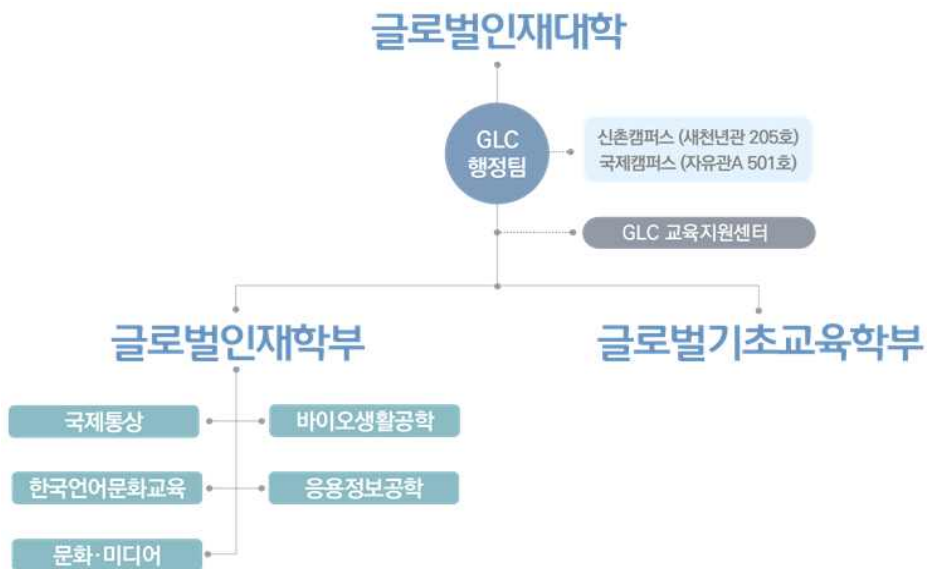 글로벌인재대학
GLC
행정팀
신촌캠퍼스 (새천년관 205호)
국제캠퍼스 (자유관A 501호)
GLC 교육지원센터
글로벌인재학부
글로벌기초교육학부
국제통상
바이오생활공학
한국언어문화교육
응용정보공학
문화·미디어